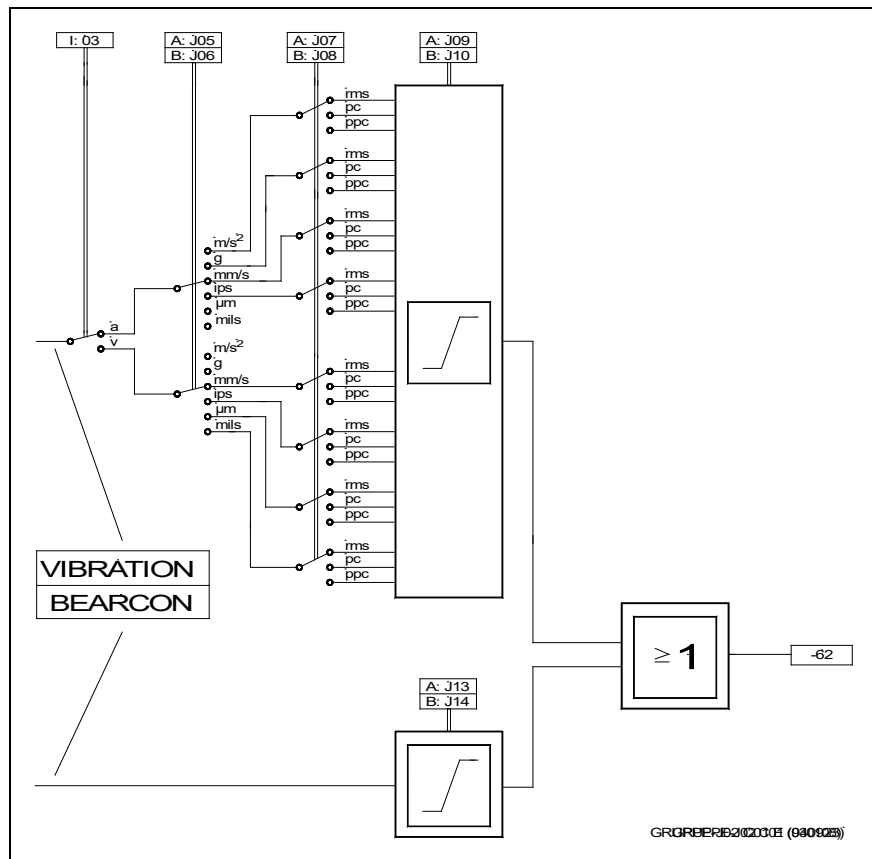 I: 03
A: J05
B: J06
A: J07
B: J08
A: J09
B: J10
rms
pc
ppc
rms
pc
ppc
rms
pc
ppc
rms
pc
ppc
m/s²
g
mm/s
ips
µm
mils
a
v
m/s²
g
mm/s
ips
µm
mils
rms
pc
ppc
rms
pc
ppc
rms
pc
ppc
rms
pc
ppc
VIBRATION
BEARCON
≥ 1
-62
A: J13
B: J14